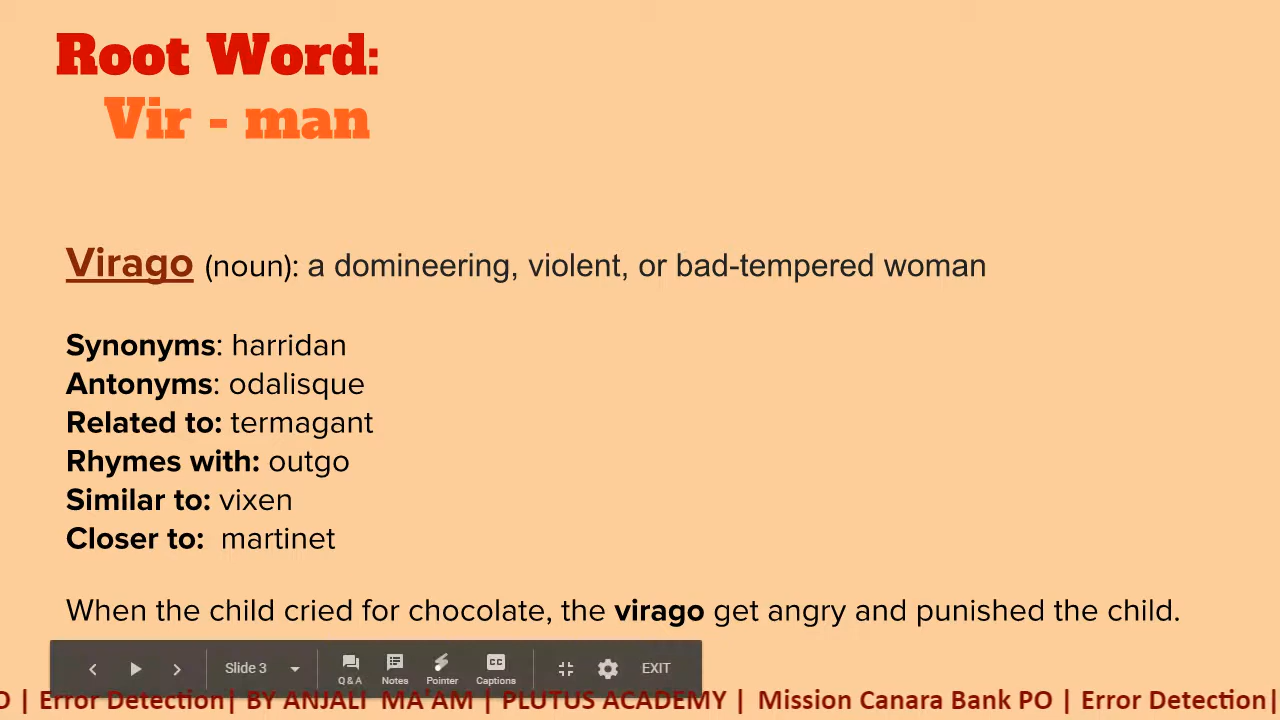 Root Word:
Vir - man
Virago (noun): a domineering, violent, or bad-tempered woman
Synonyms: harridan
Antonyms: odalisque
Related to: termagant
Rhymes with: outgo
Similar to: vixen
Closer to: martinet
When the child cried for chocolate, the virago get angry and punished the child.
Slide 3
Q & A
Notes
Pointer
CC
Captions
EXIT
O | Error Detection| BY ANJALI MA'AM | PLUTUS ACADEMY | Mission Canara Bank PO | Error Detection|